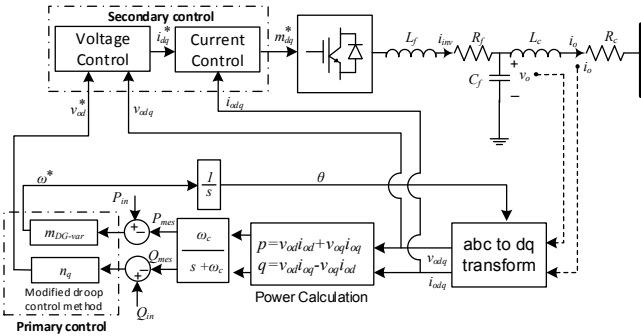 Secondary control
Voltage Control
i*dq
Current Control
m*dq
Lf
iinv
Rf
Lc
io
Rc
Cf
+
vo
−
io
v*od
vodq
iodq
ω*
1/s
θ
Pin
mDG-var
+
−
Pmes
ωc
s+ωc
p=vodiod+voqioq
q=vodioq-voqiod
Power Calculation
vodq
iodq
abc to dq
transform
nq
−
+
Qmes
Qin
Modified droop
control method
Primary control